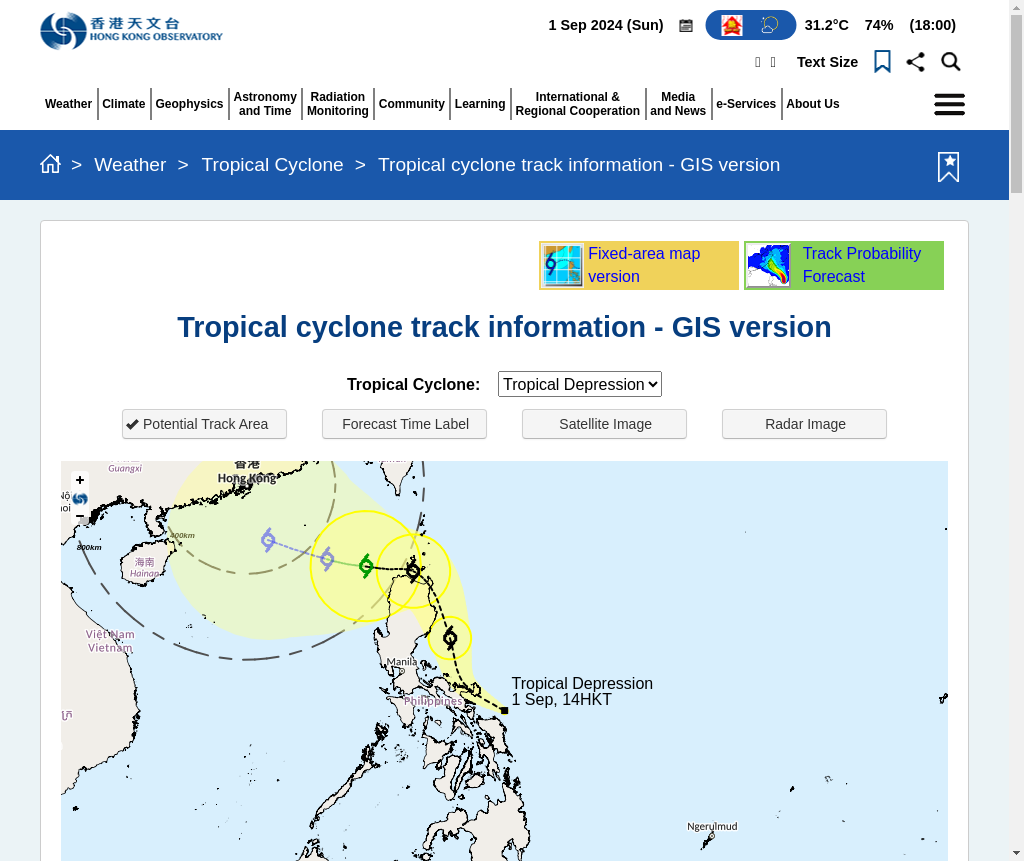 香港天文台
HONG KONG OBSERVATORY
1 Sep 2024 (Sun)
31.2°C 74% (18:00)
Text Size
Weather
Climate
Geophysics
Astronomy
and Time
Radiation
Monitoring
Community
Learning
International &
Regional Cooperation
Media
and News
e-Services
About Us
> Weather > Tropical Cyclone > Tropical cyclone track information - GIS version
Fixed-area map
version
Track Probability
Forecast
Tropical cyclone track information - GIS version
Tropical Cyclone: Tropical Depression
Potential Track Area
Forecast Time Label
Satellite Image
Radar Image
Guangxi
香港
Hong Kong
+
−
400km
800km
海南
Hainan
Việt Nam
Vietnam
Manila
Philippines
Tropical Depression
1 Sep, 14HKT
Ngerulmud